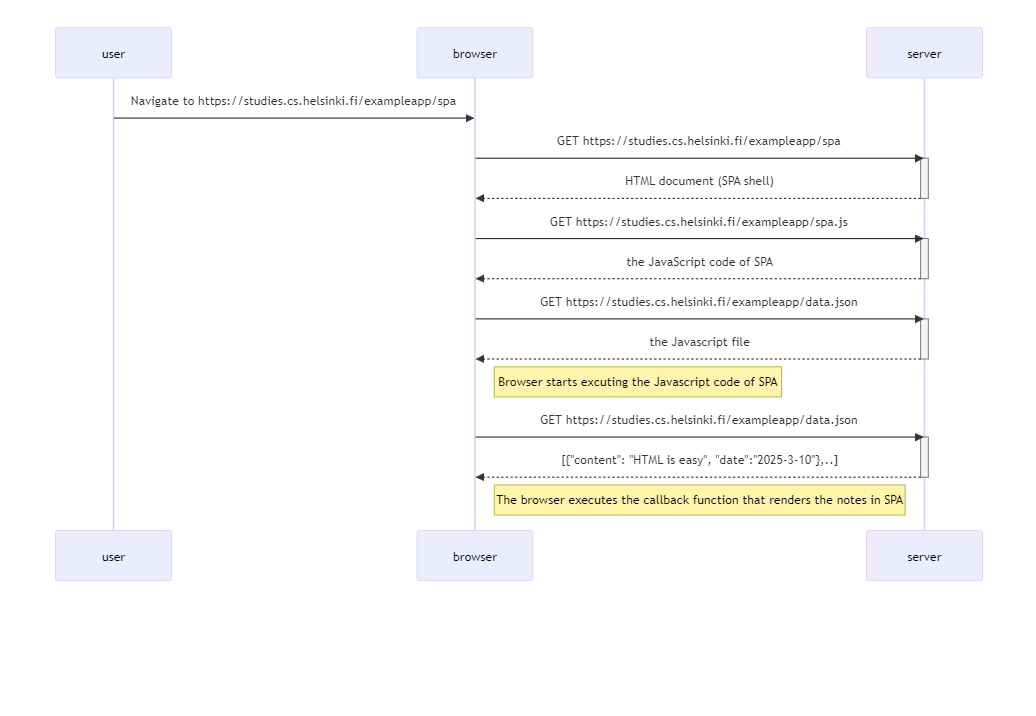 user
browser
server
Navigate to https://studies.cs.helsinki.fi/exampleapp/spa
GET https://studies.cs.helsinki.fi/exampleapp/spa
HTML document (SPA shell)
GET https://studies.cs.helsinki.fi/exampleapp/spa.js
the JavaScript code of SPA
GET https://studies.cs.helsinki.fi/exampleapp/data.json
the Javascript file
Browser starts excuting the Javascript code of SPA
GET https://studies.cs.helsinki.fi/exampleapp/data.json
[{"content": "HTML is easy", "date":"2025-3-10"},..]
The browser executes the callback function that renders the notes in SPA
user
browser
server